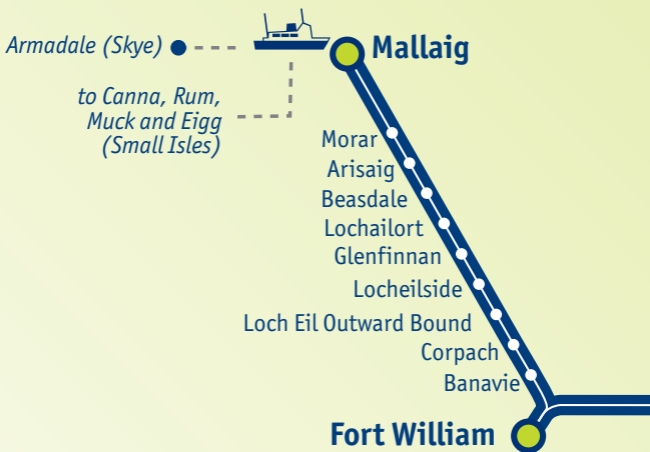 Armadale (Skye)
Mallaig
to Canna, Rum,
Muck and Eigg
(Small Isles)
Morar
Arisaig
Beasdale
Lochailort
Glenfinnan
Locheilside
Loch Eil Outward Bound
Corpach
Banavie
Fort William